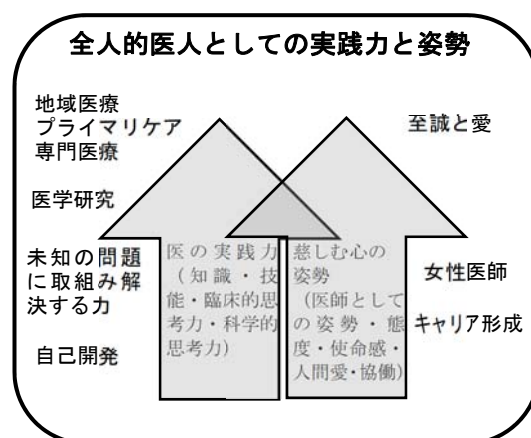 全人的医人としての実践力と姿勢
地域医療
プライマリケア
専門医療
医学研究
未知の問題
に取組み解
決する力
自己開発
医の実践力
（知識・技
能・臨床的思
考力・科学的
思考力）
慈しむ心の
姿勢
（医師として
の姿勢・態
度・使命感・
人間愛・協働）
至誠と愛
女性医師
キャリア形成